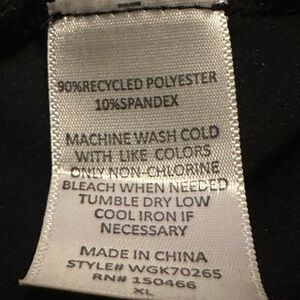 90%RECYCLED POLYESTER
10%SPANDEX
MACHINE WASH COLD
WITH LIKE COLORS
ONLY NON-CHLORINE
BLEACH WHEN NEEDED
TUMBLE DRY LOW
COOL IRON IF
NECESSARY
MADE IN CHINA
STYLE# WGK70265
RN# 150466
XL